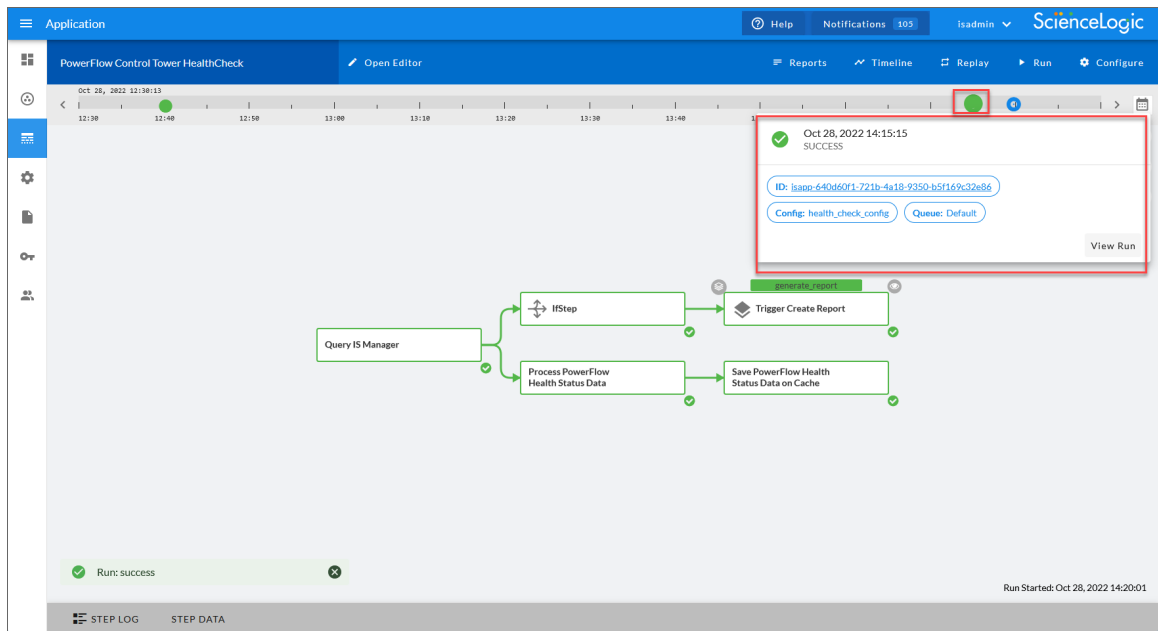 Application
Help
Notifications 105
isadmin
ScienceLogic
PowerFlow Control Tower HealthCheck
Open Editor
Reports
Timeline
Replay
Run
Configure
Oct 28, 2022 12:30:13
12:30 12:40 12:50 13:00 13:10 13:20 13:30 13:40
Oct 28, 2022 14:15:15
SUCCESS
ID: isapp-640d60f1-721b-4a18-9350-b5f169c32e86
Config: health_check_config
Queue: Default
View Run
generate_report
IfStep
Trigger Create Report
Query IS Manager
Process PowerFlow
Health Status Data
Save PowerFlow Health
Status Data on Cache
Run: success
Run Started: Oct 28, 2022 14:20:01
STEP LOG
STEP DATA